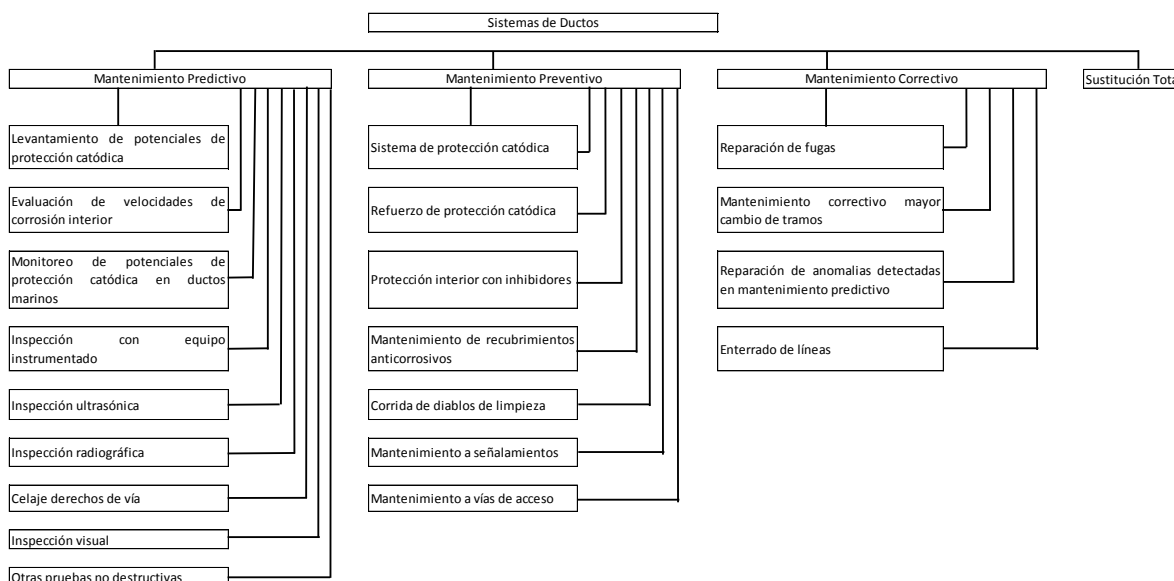 Sistemas de Ductos
Mantenimiento Predictivo
Mantenimiento Preventivo
Mantenimiento Correctivo
Sustitución Tota
Levantamiento de potenciales de
protección catódica
Evaluación de velocidades de
corrosión interior
Monitoreo de potenciales de
protección catódica en ductos
marinos
Inspección con equipo
instrumentado
Inspección ultrasónica
Inspección radiográfica
Celaje derechos de vía
Inspección visual
Otras pruebas no destructivas
Sistema de protección catódica
Refuerzo de protección catódica
Protección interior con inhibidores
Mantenimiento de recubrimientos
anticorrosivos
Corrida de diablos de limpieza
Mantenimiento a señalamientos
Mantenimiento a vías de acceso
Reparación de fugas
Mantenimiento correctivo mayor
cambio de tramos
Reparación de anomalias detectadas
en mantenimiento predictivo
Enterrado de líneas